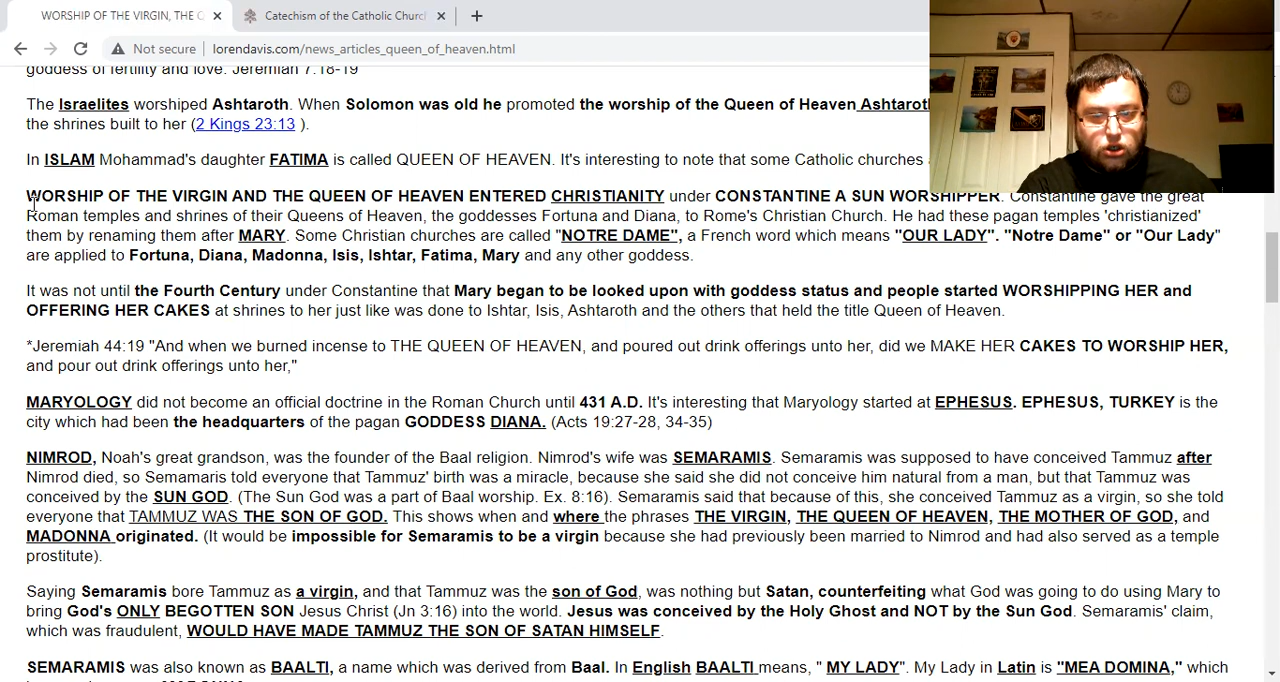 WORSHIP OF THE VIRGIN, THE Q
Catechism of the Catholic Church
Not secure
lorendavis.com/news_articles_queen_of_heaven.html
goddess of fertility and love. Jeremiah 7:18-19
The Israelites worshiped Ashtaroth. When Solomon was old he promoted the worship of the Queen of Heaven Ashtaroth
the shrines built to her (2 Kings 23:13 ).
In ISLAM Mohammad's daughter FATIMA is called QUEEN OF HEAVEN. It's interesting to note that some Catholic churches
WORSHIP OF THE VIRGIN AND THE QUEEN OF HEAVEN ENTERED CHRISTIANITY under CONSTANTINE A SUN WORSHIPPER. Constantine gave the great
Roman temples and shrines of their Queens of Heaven, the goddesses Fortuna and Diana, to Rome's Christian Church. He had these pagan temples 'christianized'
them by renaming them after MARY. Some Christian churches are called "NOTRE DAME", a French word which means "OUR LADY". "Notre Dame" or "Our Lady"
are applied to Fortuna, Diana, Madonna, Isis, Ishtar, Fatima, Mary and any other goddess.
It was not until the Fourth Century under Constantine that Mary began to be looked upon with goddess status and people started WORSHIPPING HER and
OFFERING HER CAKES at shrines to her just like was done to Ishtar, Isis, Ashtaroth and the others that held the title Queen of Heaven.
*Jeremiah 44:19 "And when we burned incense to THE QUEEN OF HEAVEN, and poured out drink offerings unto her, did we MAKE HER CAKES TO WORSHIP HER,
and pour out drink offerings unto her,"
MARYOLOGY did not become an official doctrine in the Roman Church until 431 A.D. It's interesting that Maryology started at EPHESUS. EPHESUS, TURKEY is the
city which had been the headquarters of the pagan GODDESS DIANA. (Acts 19:27-28, 34-35)
NIMROD, Noah's great grandson, was the founder of the Baal religion. Nimrod's wife was SEMARAMIS. Semaramis was supposed to have conceived Tammuz after
Nimrod died, so Semamaris told everyone that Tammuz' birth was a miracle, because she said she did not conceive him natural from a man, but that Tammuz was
conceived by the SUN GOD. (The Sun God was a part of Baal worship. Ex. 8:16). Semaramis said that because of this, she conceived Tammuz as a virgin, so she told
everyone that TAMMUZ WAS THE SON OF GOD. This shows when and where the phrases THE VIRGIN, THE QUEEN OF HEAVEN, THE MOTHER OF GOD, and
MADONNA originated. (It would be impossible for Semaramis to be a virgin because she had previously been married to Nimrod and had also served as a temple
prostitute).
Saying Semaramis bore Tammuz as a virgin, and that Tammuz was the son of God, was nothing but Satan, counterfeiting what God was going to do using Mary to
bring God's ONLY BEGOTTEN SON Jesus Christ (Jn 3:16) into the world. Jesus was conceived by the Holy Ghost and NOT by the Sun God. Semaramis' claim,
which was fraudulent, WOULD HAVE MADE TAMMUZ THE SON OF SATAN HIMSELF.
SEMARAMIS was also known as BAALTI, a name which was derived from Baal. In English BAALTI means, " MY LADY". My Lady in Latin is "MEA DOMINA," which